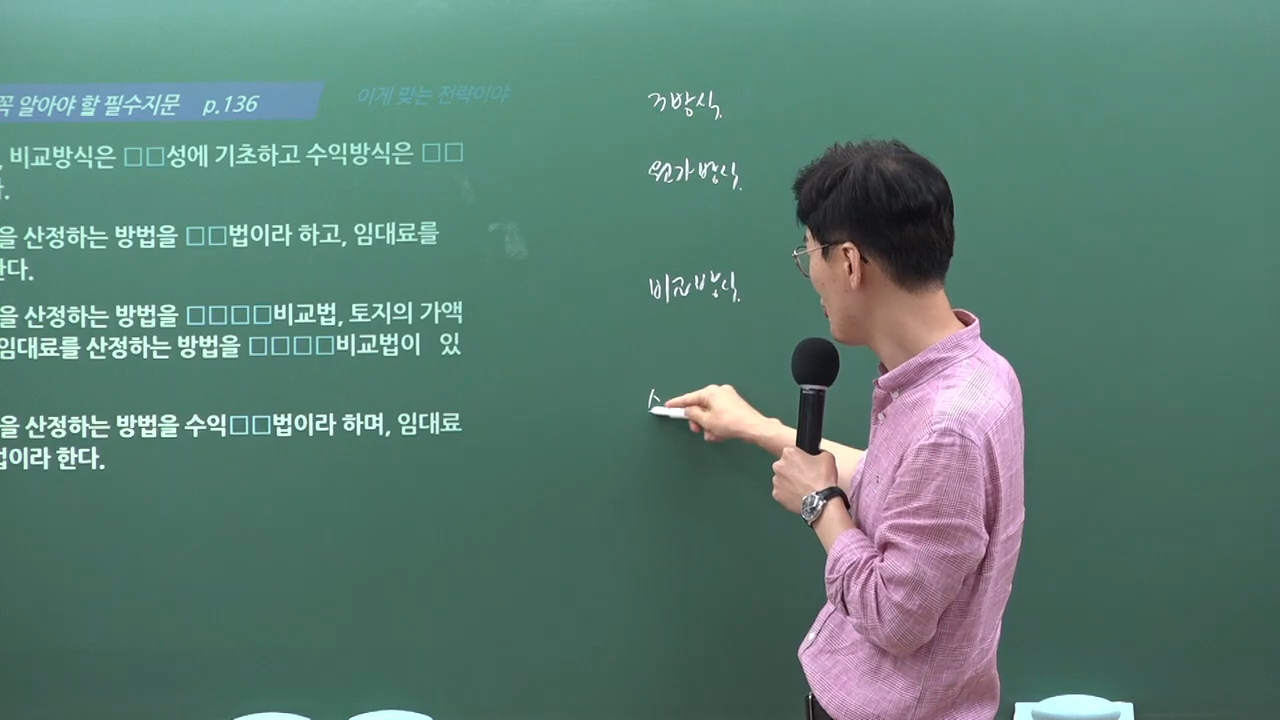 꼭 알아야 할 필수지문 p.136
이게 맞는 전략이야
, 비교방식은 □□성에 기초하고 수익방식은 □□
다.
을 산정하는 방법을 □□법이라 하고, 임대료를
한다.
을 산정하는 방법을 □□□□비교법, 토지의 가액
임대료를 산정하는 방법을 □□□□비교법이 있
을 산정하는 방법을 수익□□법이라 하며, 임대료
법이라 한다.
3방식.
원가방식.
비교방식.
ㅅ